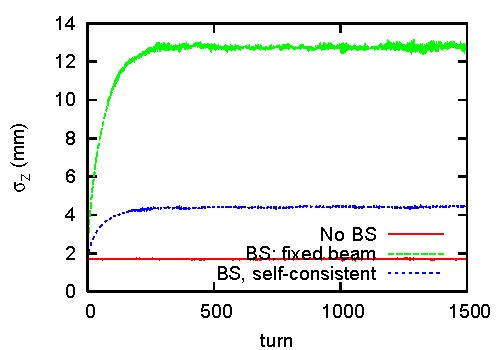 14
12
10
8
6
4
2
0
σZ (mm)
No BS
BS: fixed beam
BS, self-consistent
0 500 1000 1500
turn